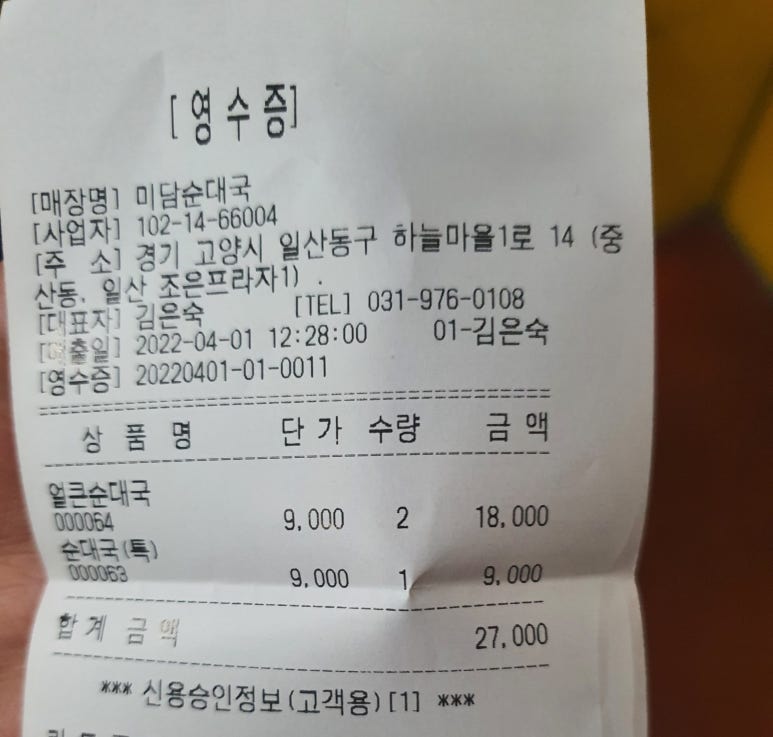 [영수증]
[매장명] 미담순대국
[사업자] 102-14-66004
[주 소] 경기 고양시 일산동구 하늘마을1로 14 (중
산동, 일산 조은프라자1) .
[대표자] 김은숙 [TEL] 031-976-0108
[매출일] 2022-04-01 12:28:00 01-김은숙
[영수증] 20220401-01-0011
상 품 명 단 가 수량 금 액
얼큰순대국
000064 9,000 2 18,000
순대국(특)
000063 9,000 1 9,000
합 계 금 액 27,000
*** 신용승인정보(고객용)[1] ***